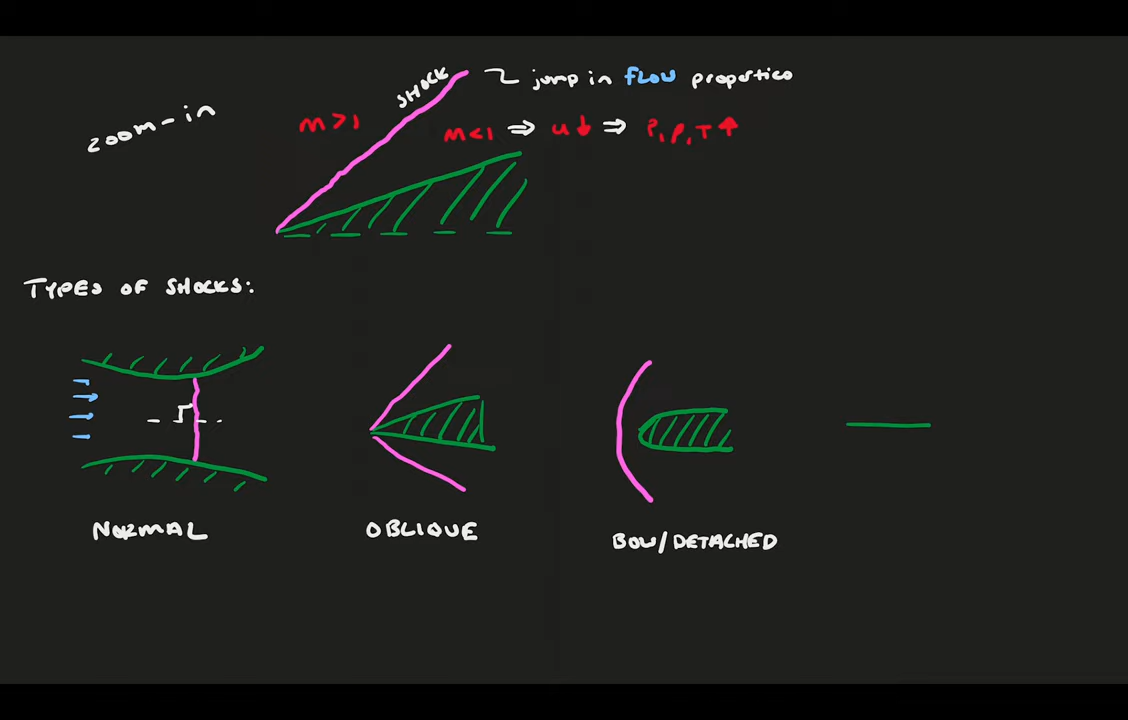 zoom-in
SHOCK
jump in FLOW properties
M>1
M<1 ⇒ u↓ ⇒ P, ρ, T ↑
TYPES OF SHOCKS:
NORMAL
OBLIQUE
BOW/DETACHED